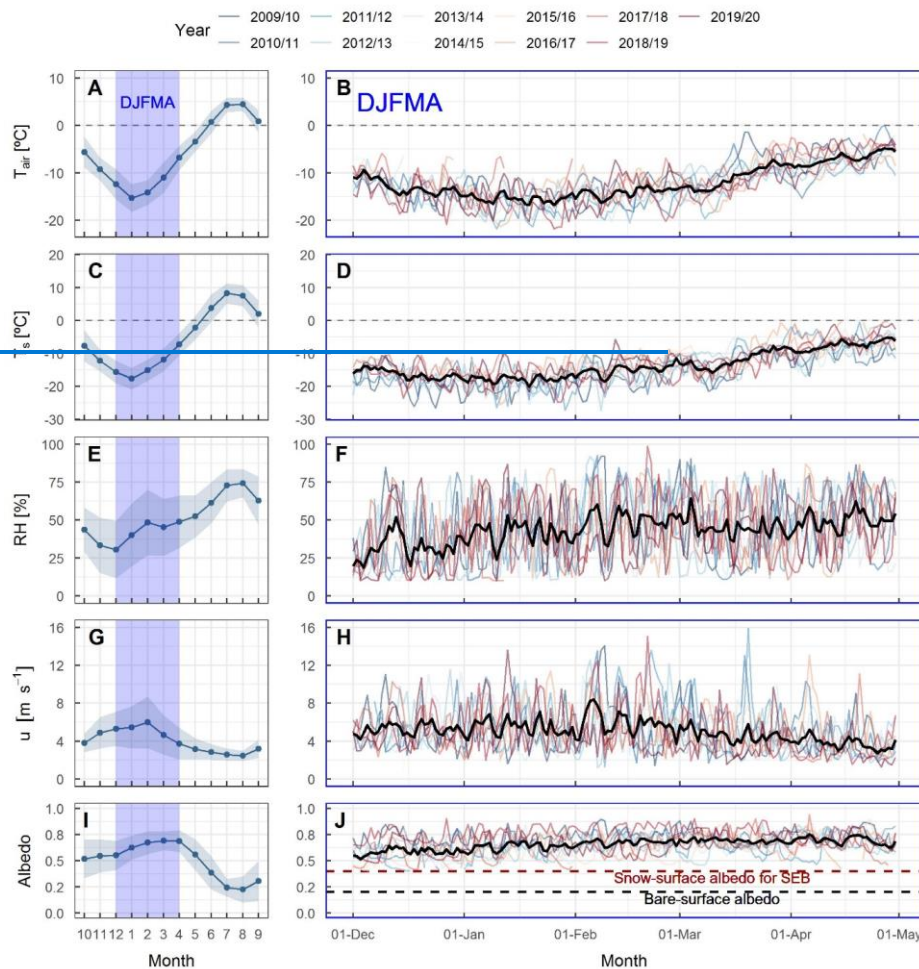 Year
2009/10 2011/12 2013/14 2015/16 2017/18 2019/20
2010/11 2012/13 2014/15 2016/17 2018/19
A
DJFMA
B
DJFMA
T air [ºC]
10
0
-10
-20
C
D
s [ºC]
20
10
0
-10
-20
-30
E
F
RH [%]
100
75
50
25
0
G
H
u [m s⁻¹]
16
12
8
4
0
I
J
Albedo
1.0
0.8
0.5
0.2
0.0
Snow-surface albedo for SEB
Bare-surface albedo
10 11 12 1 2 3 4 5 6 7 8 9
01-Dec 01-Jan 01-Feb 01-Mar 01-Apr 01-May
Month Month